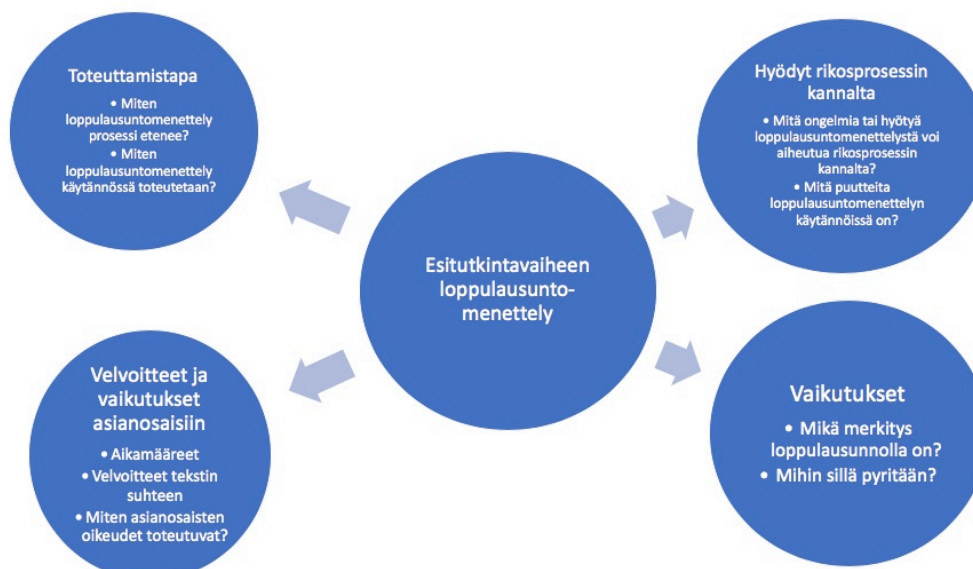 Toteuttamistapa
• Miten
loppulausuntomenettely
prosessi etenee?
• Miten
loppulausuntomenettely
käytännössä toteutetaan?
Hyödyt rikosprosessin
kannalta
• Mitä ongelmia tai hyötyä
loppulausuntomenettelystä voi
aiheutua rikosprosessin
kannalta?
• Mitä puutteita
loppulausuntomenettelyn
käytännöissä on?
Esitutkintavaiheen
loppulausunto-
menettely
Velvoitteet ja
vaikutukset
asianosaisiin
• Aikamääreet
• Velvoitteet tekstin
suhteen
• Miten asianosaisten
oikeudet toteutuvat?
Vaikutukset
• Mikä merkitys
loppulausunnolla on?
• Mihin sillä pyritään?